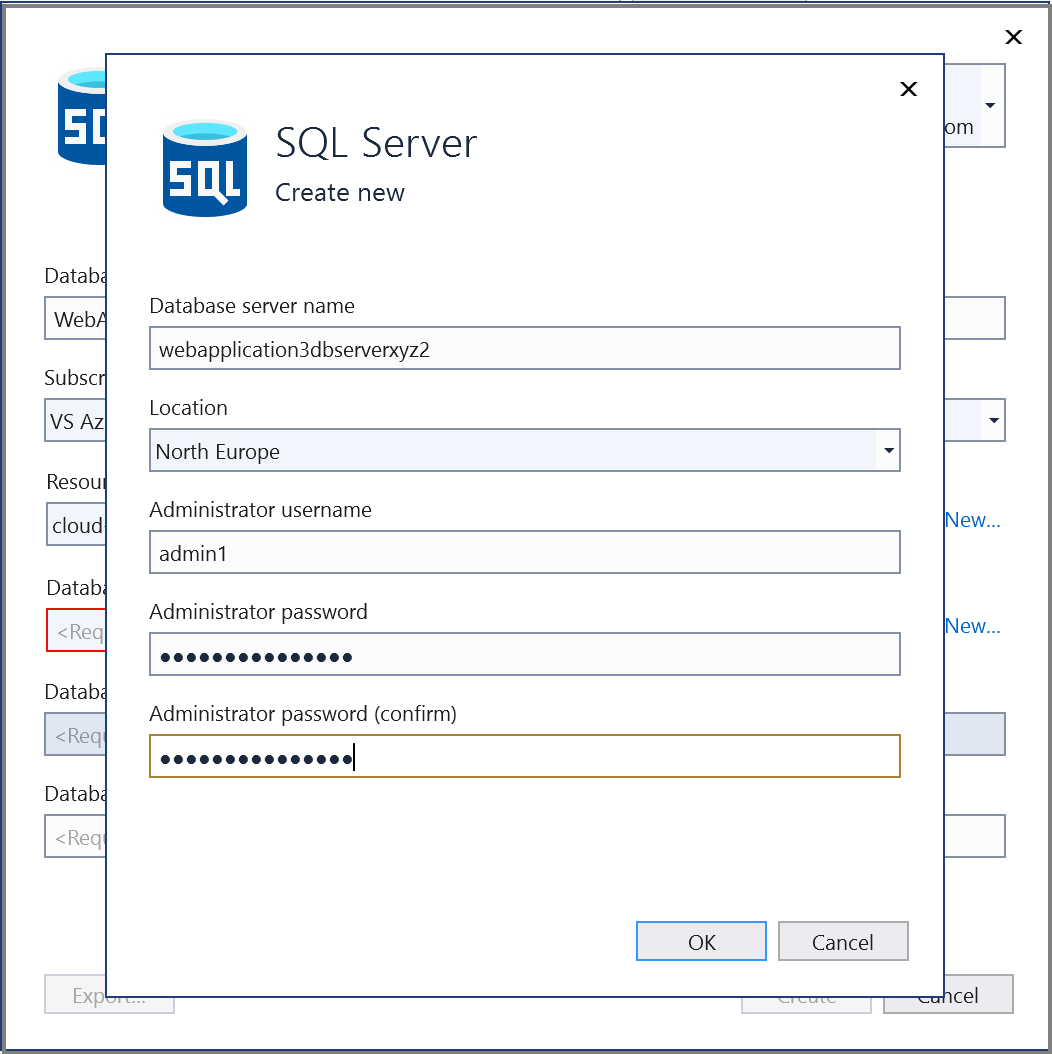 SQL Server
Create new
Database server name
webapplication3dbserverxyz2
Location
North Europe
Administrator username
admin1
Administrator password
●●●●●●●●●●●●●●●
Administrator password (confirm)
●●●●●●●●●●●●●●●
OK
Cancel
SQL
om
Databa
WebA
Subscr
VS Az
Resour
cloud-
New...
Databa
<Requ
New...
Databa
<Requ
Databa
<Requ
Export...
Create
Cancel